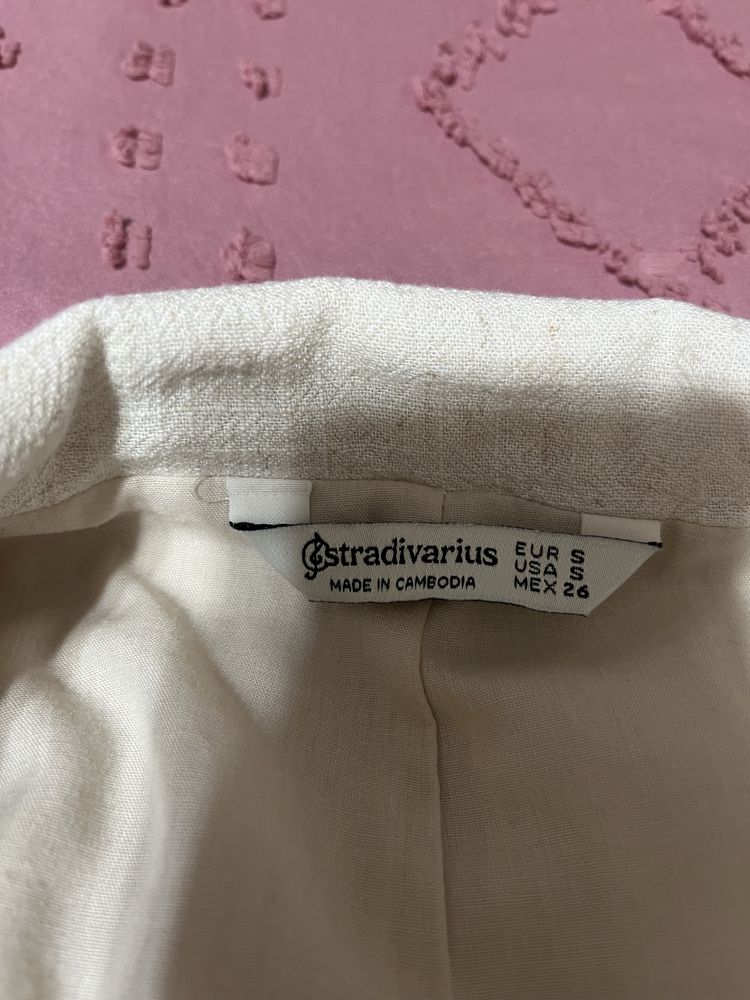 stradivarius
MADE IN CAMBODIA
EUR S
USA S
MEX 26